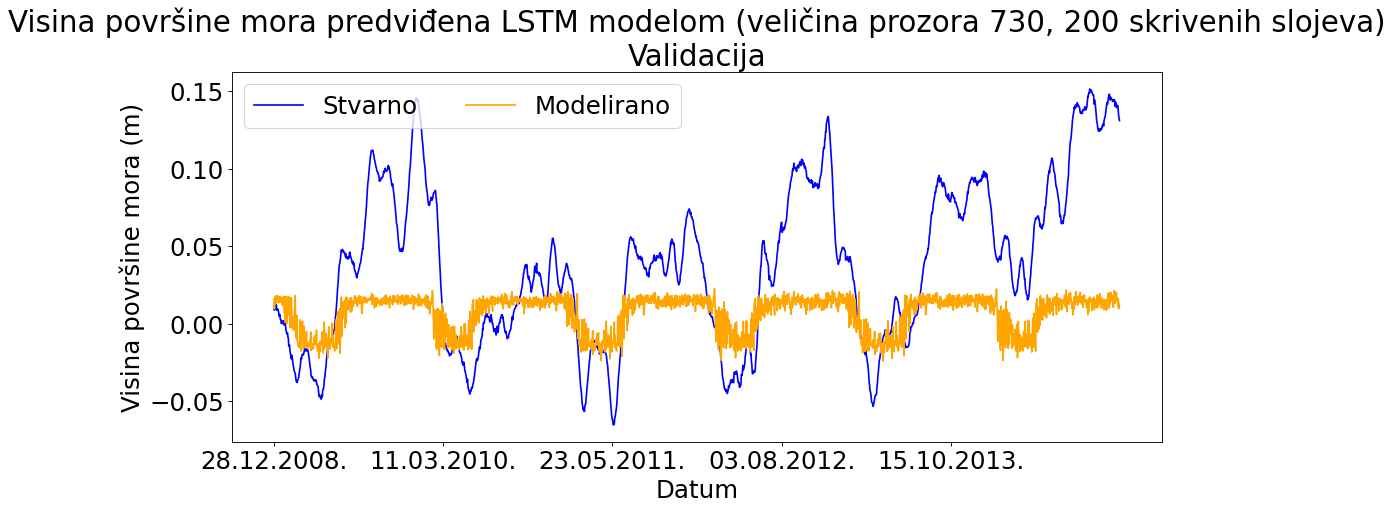 Visina površine mora predviđena LSTM modelom (veličina prozora 730, 200 skrivenih slojeva)
Validacija
Stvarno
Modelirano
Visina površine mora (m)
0.15
0.10
0.05
0.00
−0.05
28.12.2008.
11.03.2010.
23.05.2011.
03.08.2012.
15.10.2013.
Datum